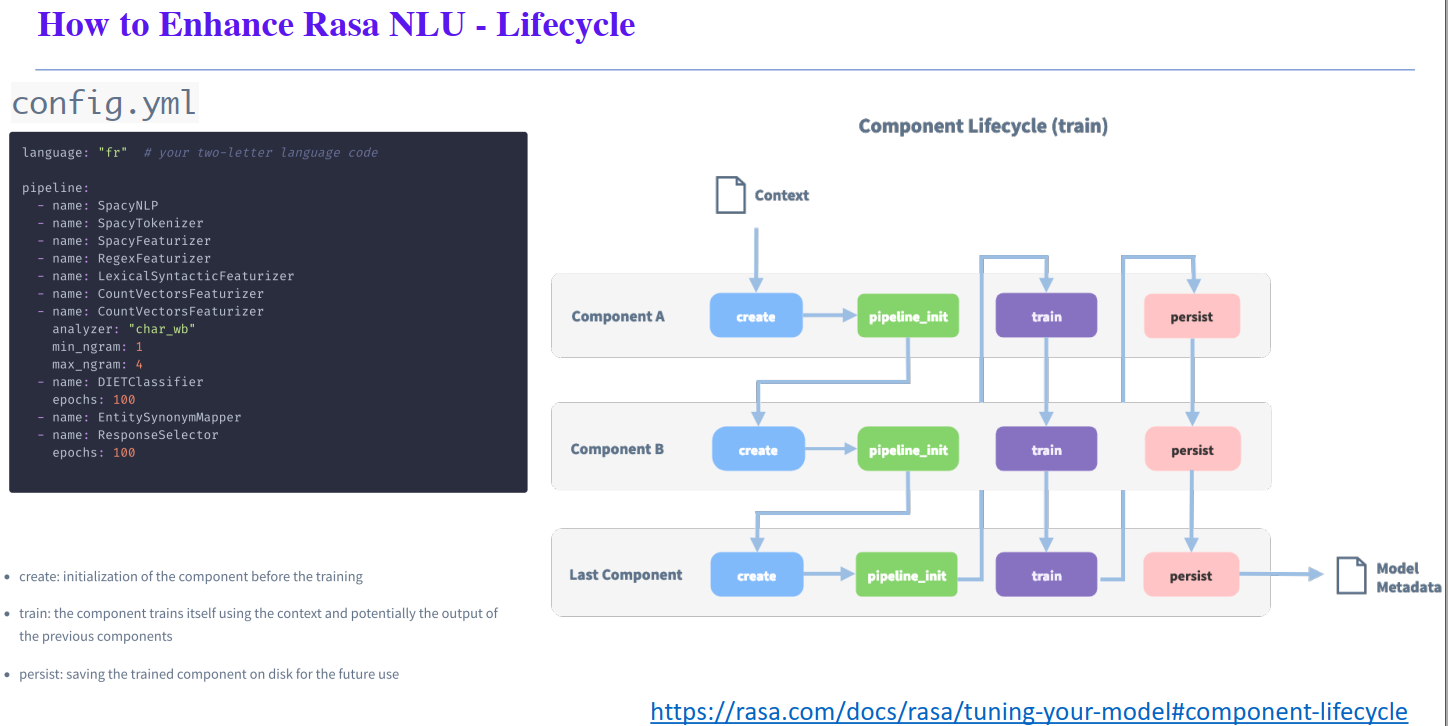 How to Enhance Rasa NLU - Lifecycle
config.yml
language: "fr"  # your two-letter language code
pipeline:
  - name: SpacyNLP
  - name: SpacyTokenizer
  - name: SpacyFeaturizer
  - name: RegexFeaturizer
  - name: LexicalSyntacticFeaturizer
  - name: CountVectorsFeaturizer
  - name: CountVectorsFeaturizer
    analyzer: "char_wb"
    min_ngram: 1
    max_ngram: 4
  - name: DIETClassifier
    epochs: 100
  - name: EntitySynonymMapper
  - name: ResponseSelector
    epochs: 100
• create: initialization of the component before the training
• train: the component trains itself using the context and potentially the output of
the previous components
• persist: saving the trained component on disk for the future use
Component Lifecycle (train)
Context
Component A
create
pipeline_init
train
persist
Component B
create
pipeline_init
train
persist
Last Component
create
pipeline_init
train
persist
Model
Metadata
https://rasa.com/docs/rasa/tuning-your-model#component-lifecycle